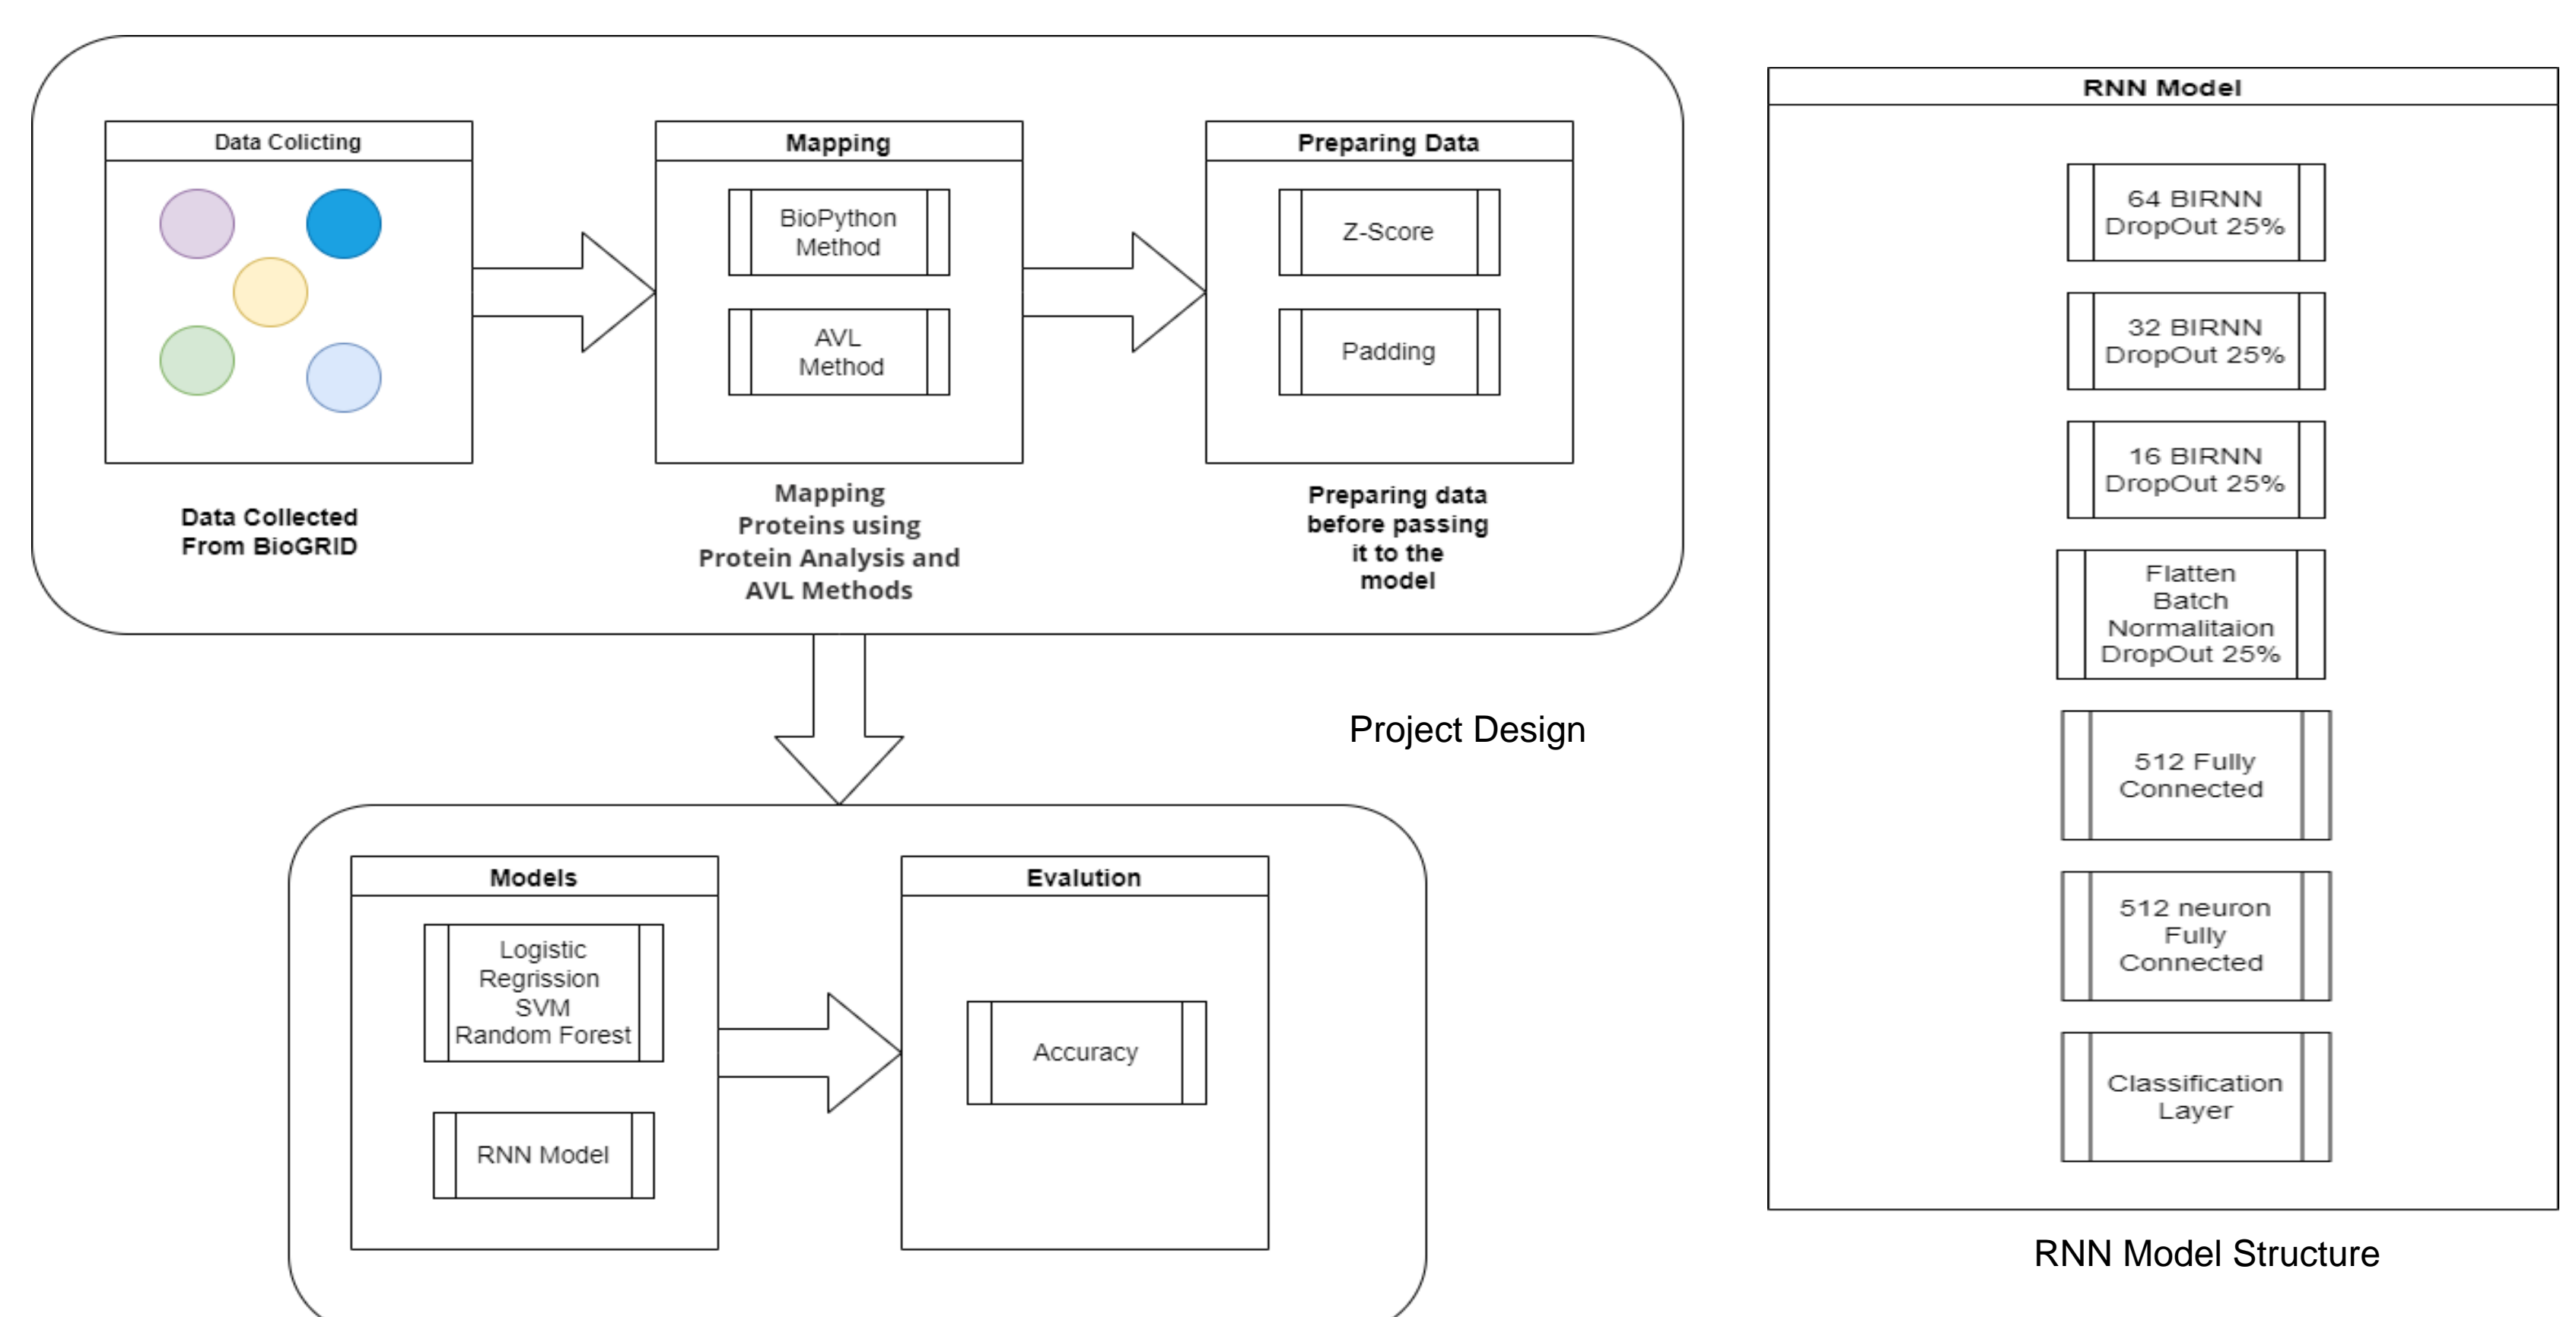 Data Colicting
Data Collected
From BioGRID
Mapping
BioPython
Method
AVL
Method
Mapping
Proteins using
Protein Analysis and
AVL Methods
Preparing Data
Z-Score
Padding
Preparing data
before passing
it to the
model
Project Design
Models
Logistic
Regrission
SVM
Random Forest
RNN Model
Evalution
Accuracy
RNN Model
64 BIRNN
DropOut 25%
32 BIRNN
DropOut 25%
16 BIRNN
DropOut 25%
Flatten
Batch
Normalitaion
DropOut 25%
512 Fully
Connected
512 neuron
Fully
Connected
Classification
Layer
RNN Model Structure